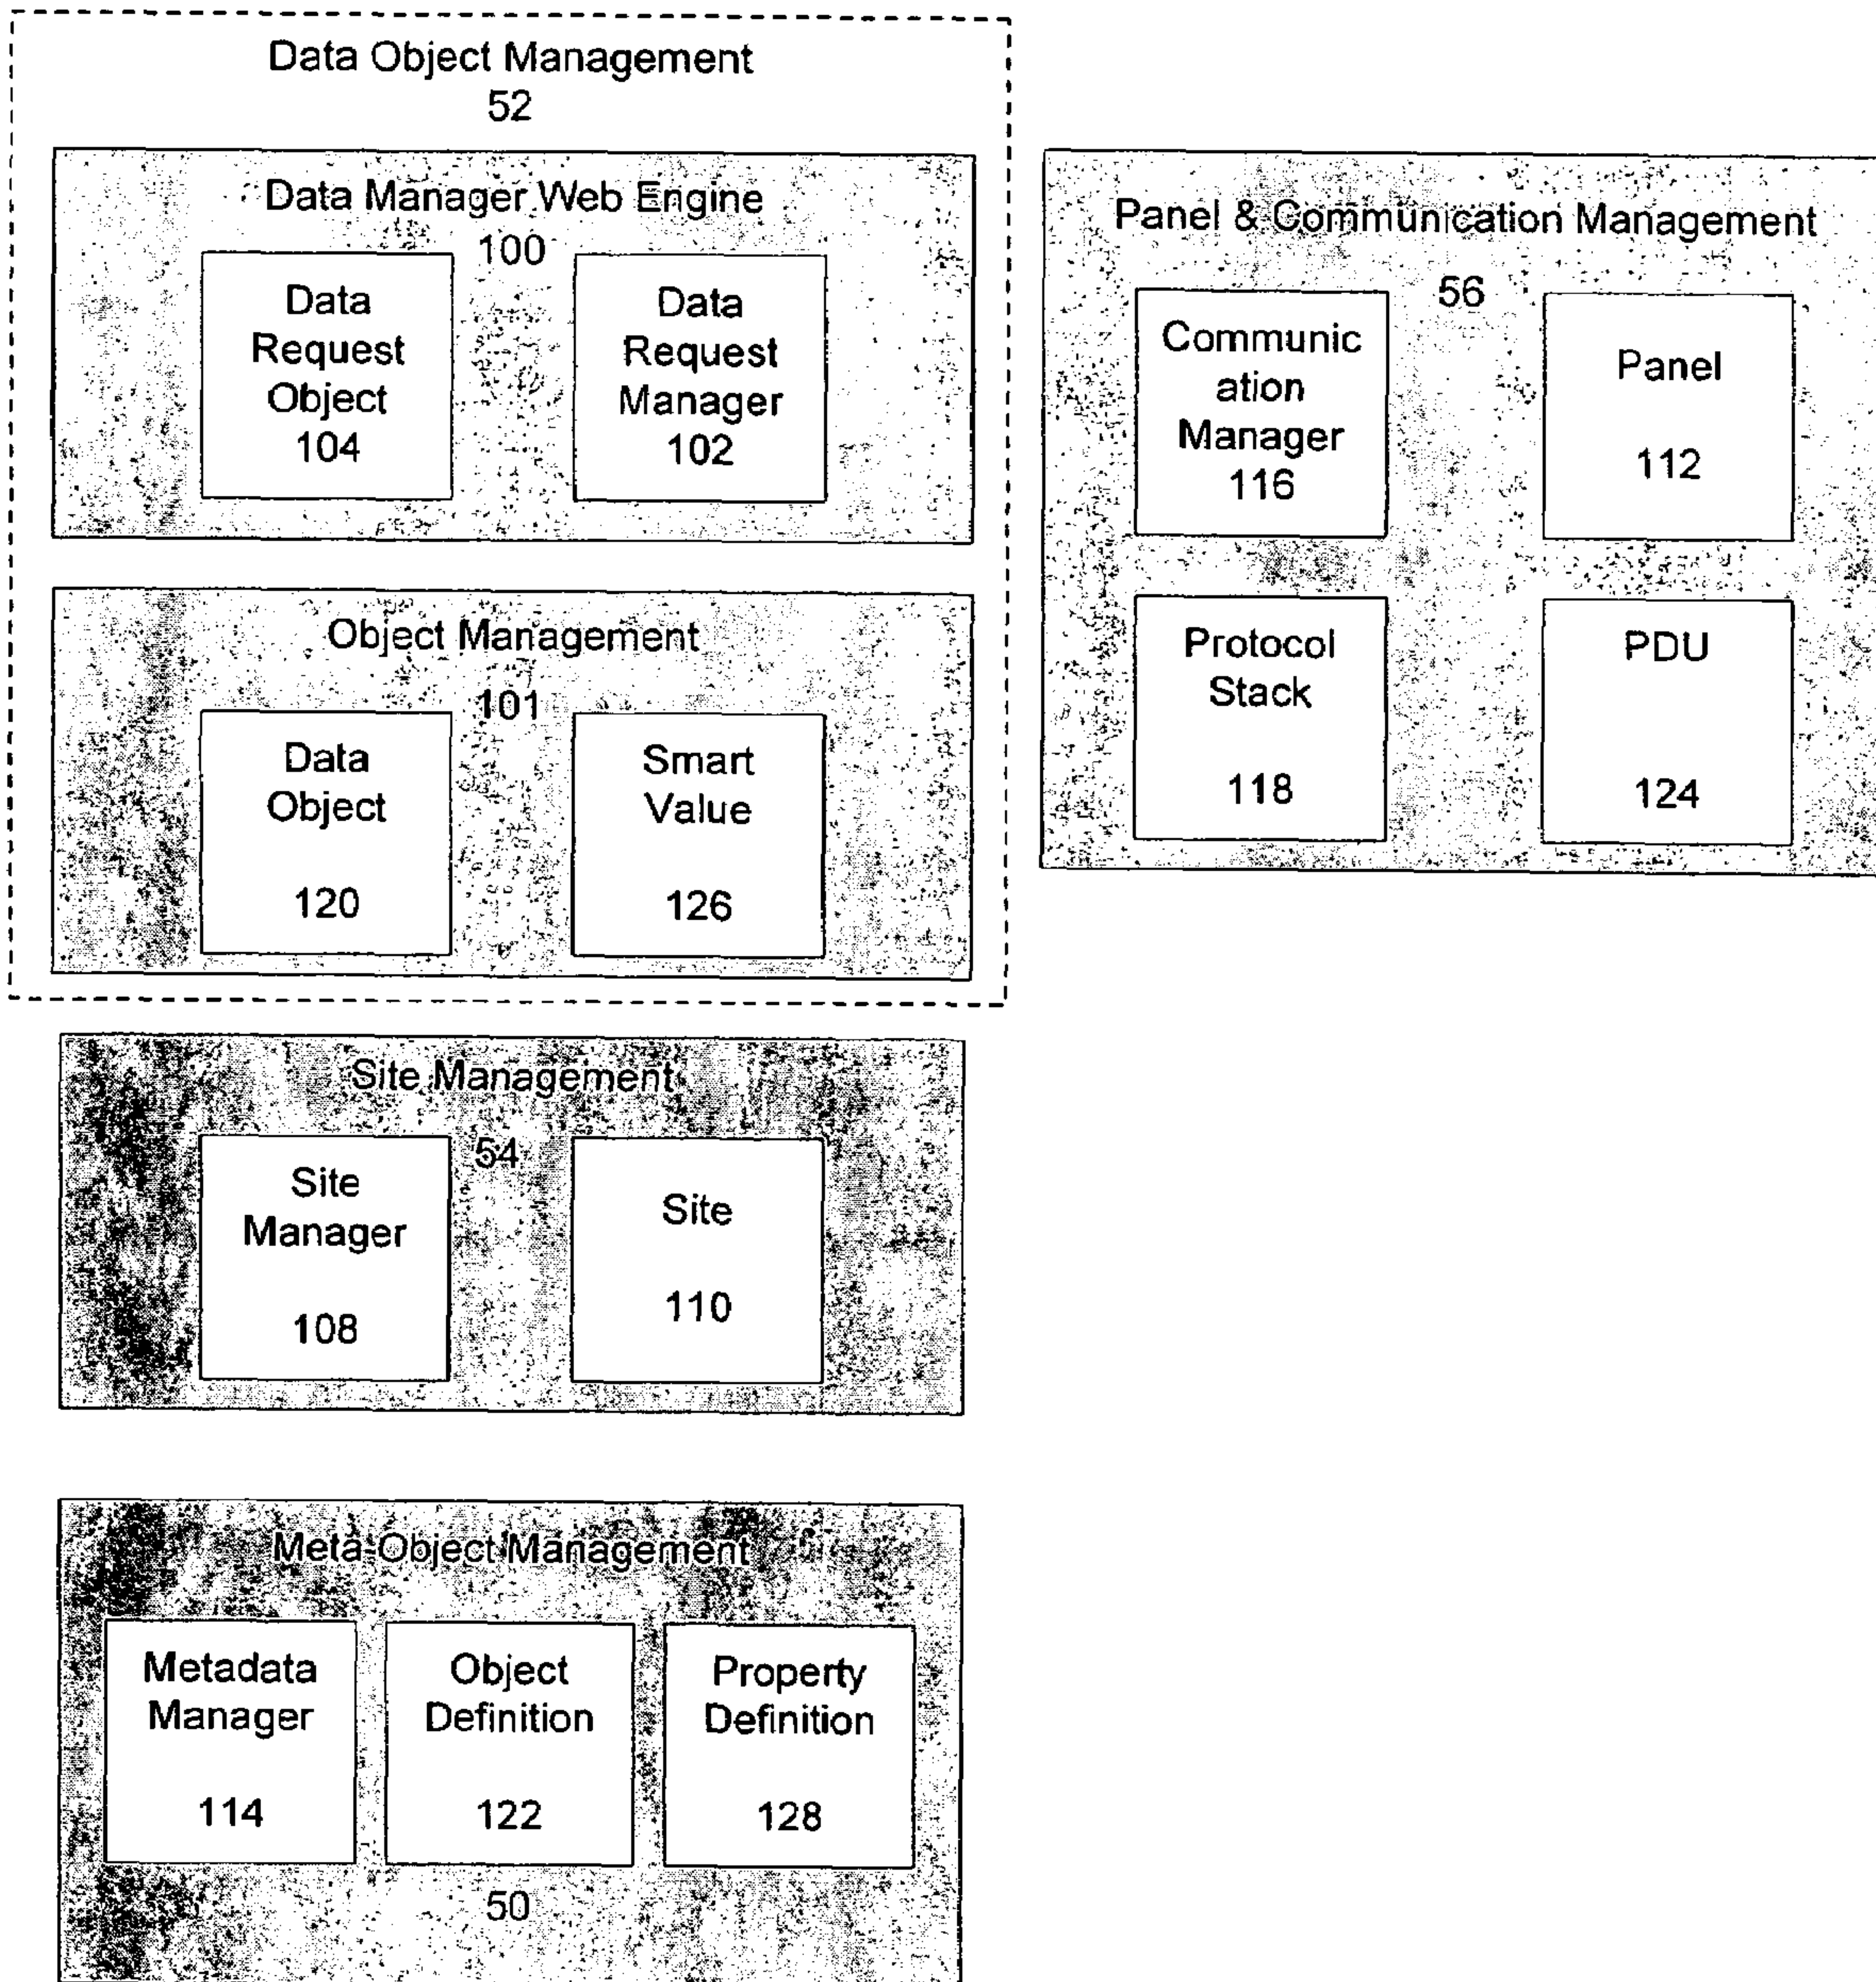 Data Object Management
52
Data Manager Web Engine
100
Data
Request
Object
104
Data
Request
Manager
102
Object Management
101
Data
Object
120
Smart
Value
126
Panel & Communication Management
56
Communic
ation
Manager
116
Panel
112
Protocol
Stack
118
PDU
124
Site Management
54
Site
Manager
108
Site
110
Meta-Object Management
Metadata
Manager
114
Object
Definition
122
Property
Definition
128
50